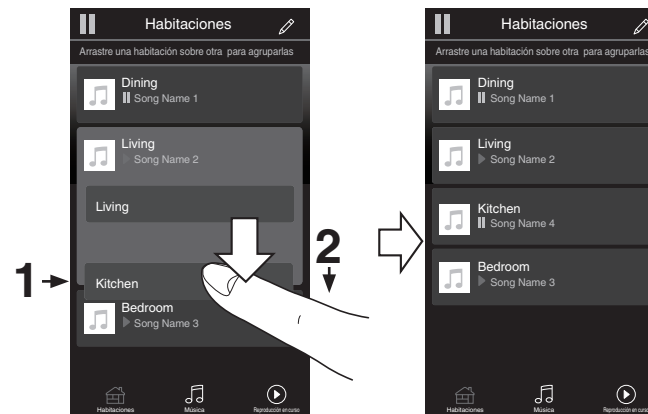 Habitaciones
Arrastre una habitación sobre otra para agruparlas
Dining
Song Name 1
Living
Song Name 2
Living
Kitchen
Bedroom
Song Name 3
Habitaciones
Música
Reproducción en curso
1
2
Habitaciones
Arrastre una habitación sobre otra para agruparlas
Dining
Song Name 1
Living
Song Name 2
Kitchen
Song Name 4
Bedroom
Song Name 3
Habitaciones
Música
Reproducción en curso